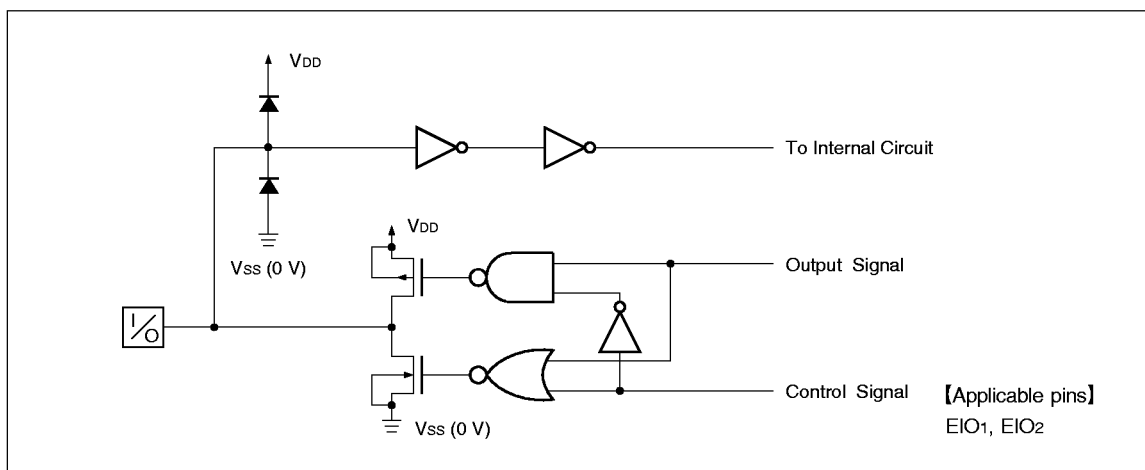 VDD
To Internal Circuit
VSS (0 V)
VDD
Output Signal
I/O
Control Signal 【Applicable pins】
VSS (0 V)
EIO1, EIO2